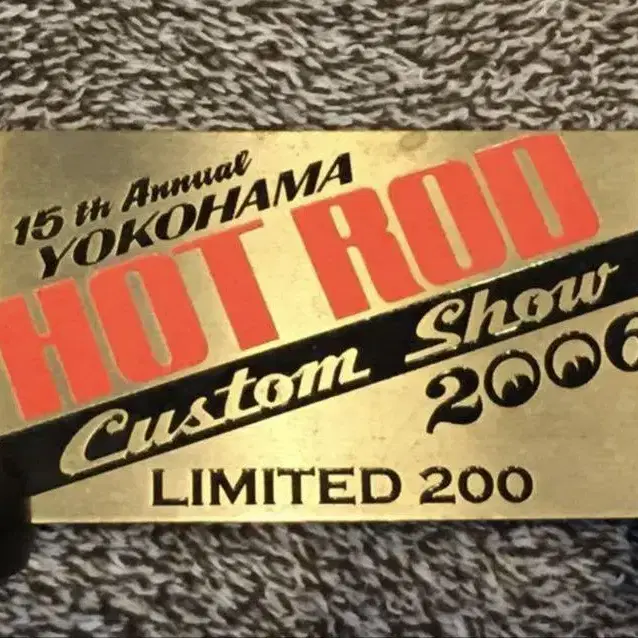 15 th Annual
YOKOHAMA
HOT ROD
Custom Show
2006
LIMITED 200